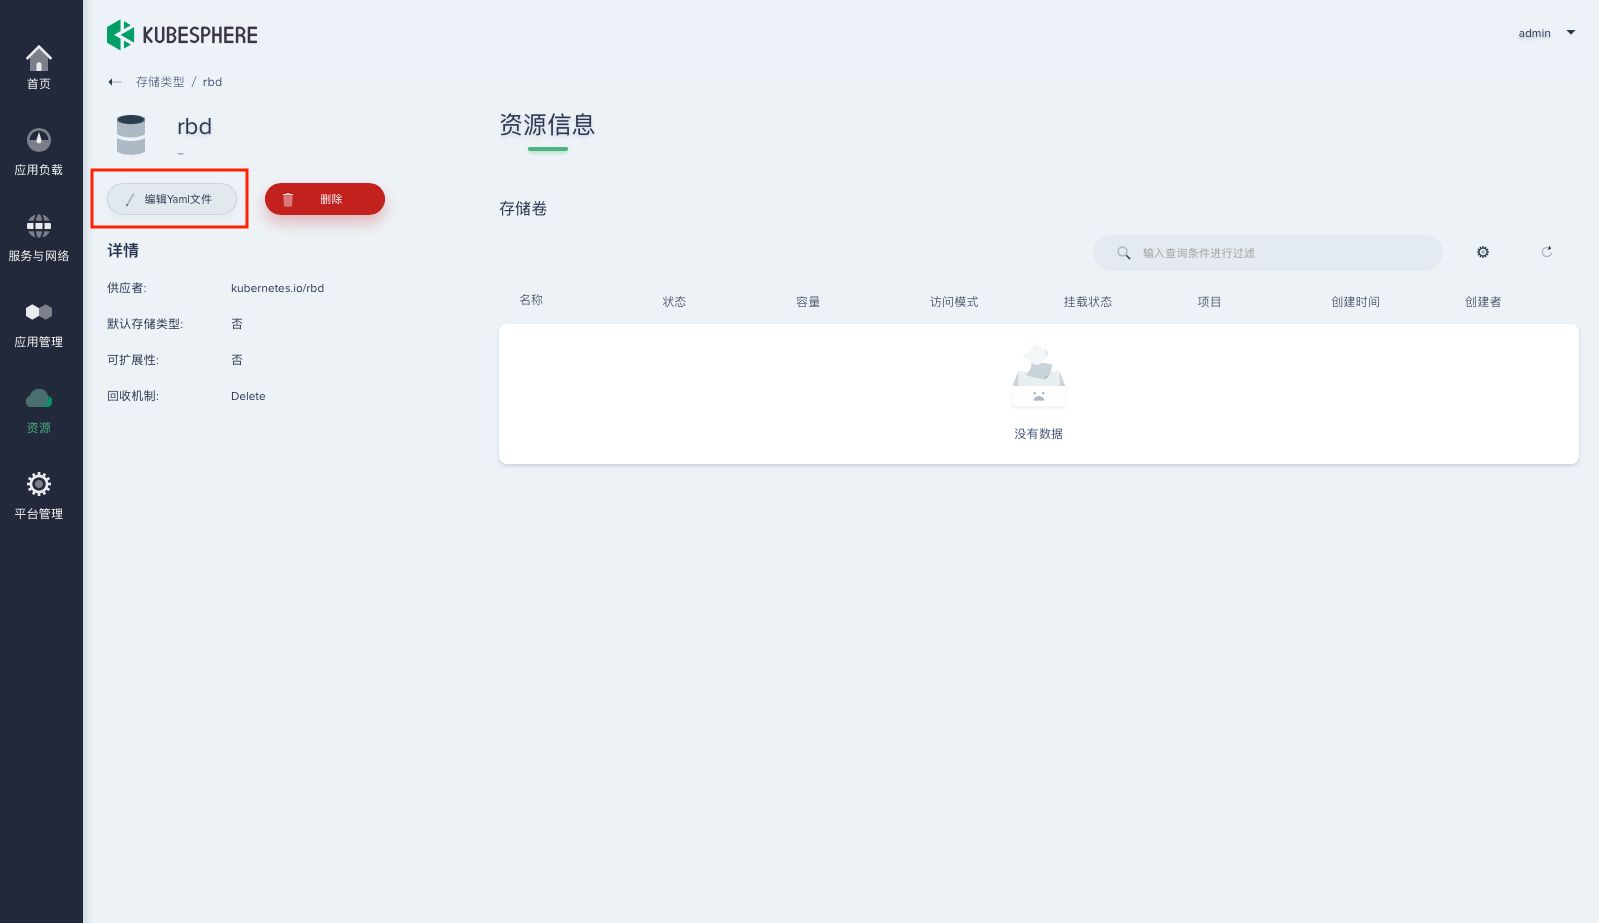 KUBESPHERE
admin
首页
应用负载
服务与网络
应用管理
资源
平台管理
存储类型 / rbd
rbd
-
编辑Yaml文件
删除
详情
供应者: kubernetes.io/rbd
默认存储类型: 否
可扩展性: 否
回收机制: Delete
资源信息
存储卷
输入查询条件进行过滤
名称 状态 容量 访问模式 挂载状态 项目 创建时间 创建者
没有数据